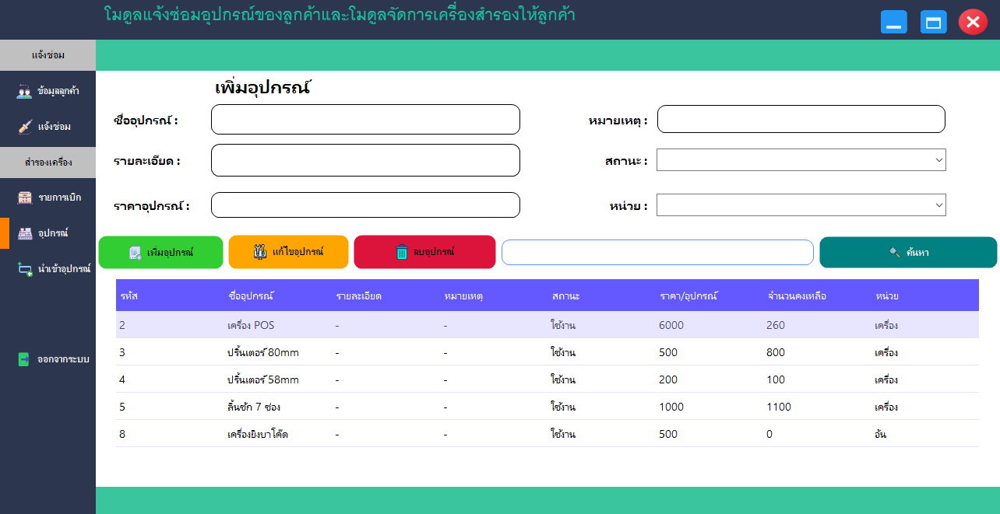 โมดูลแจ้งซ่อมอุปกรณ์ของลูกค้าและโมดูลจัดการเครื่องสำรองให้ลูกค้า
แจ้งซ่อม
ข้อมูลลูกค้า
แจ้งซ่อม
สำรองเครื่อง
รายการเบิก
อุปกรณ์
นำเข้าอุปกรณ์
ออกจากระบบ
เพิ่มอุปกรณ์
ชื่ออุปกรณ์ : หมายเหตุ :
รายละเอียด : สถานะ :
ราคาอุปกรณ์ : หน่วย :
เพิ่มอุปกรณ์ แก้ไขอุปกรณ์ ลบอุปกรณ์ ค้นหา
รหัส ชื่ออุปกรณ์ รายละเอียด หมายเหตุ สถานะ ราคา/อุปกรณ์ จำนวนคงเหลือ หน่วย
2 เครื่อง POS - - ใช้งาน 6000 260 เครื่อง
3 ปริ้นเตอร์ 80mm - - ใช้งาน 500 800 เครื่อง
4 ปริ้นเตอร์ 58mm - - ใช้งาน 200 100 เครื่อง
5 ลิ้นชัก 7 ช่อง - - ใช้งาน 1000 1100 เครื่อง
8 เครื่องยิงบาโค๊ด - - ใช้งาน 500 0 อัน